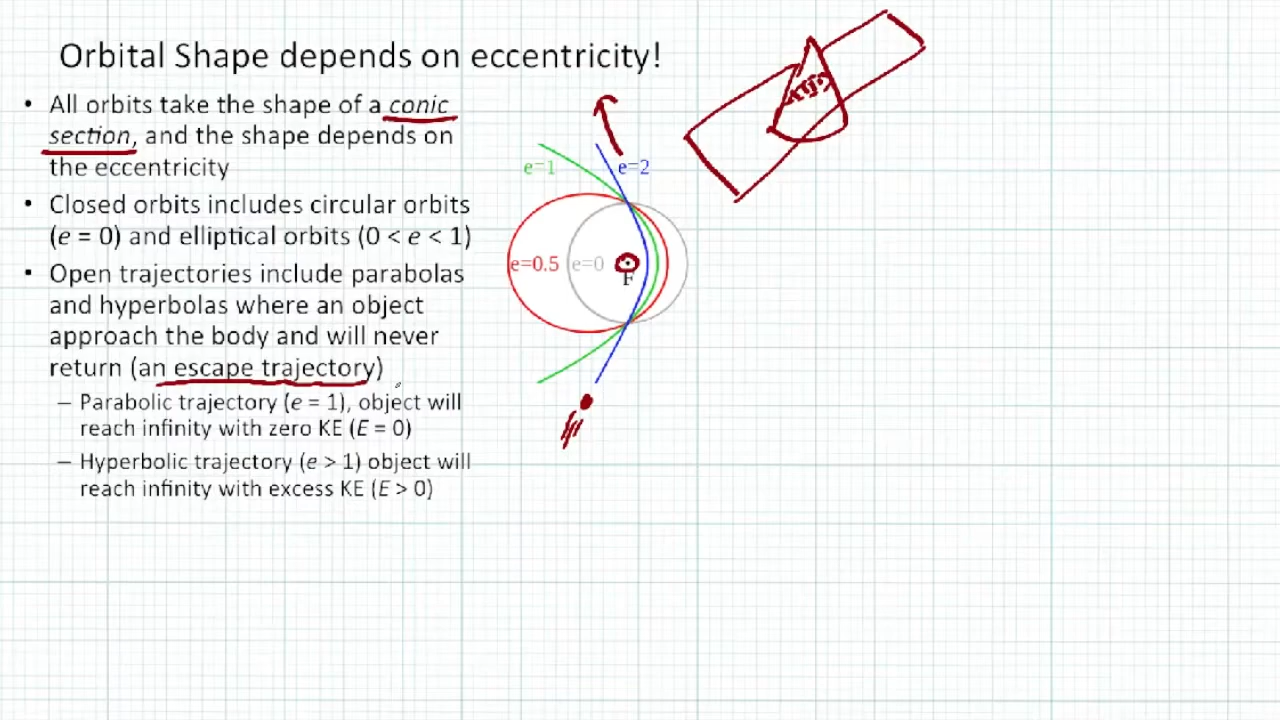 Orbital Shape depends on eccentricity!
• All orbits take the shape of a conic
section, and the shape depends on
the eccentricity
• Closed orbits includes circular orbits
(e = 0) and elliptical orbits (0 < e < 1)
• Open trajectories include parabolas
and hyperbolas where an object
approach the body and will never
return (an escape trajectory)
– Parabolic trajectory (e = 1), object will
reach infinity with zero KE (E = 0)
– Hyperbolic trajectory (e > 1) object will
reach infinity with excess KE (E > 0)
e=1
e=2
e=0.5
e=0
F